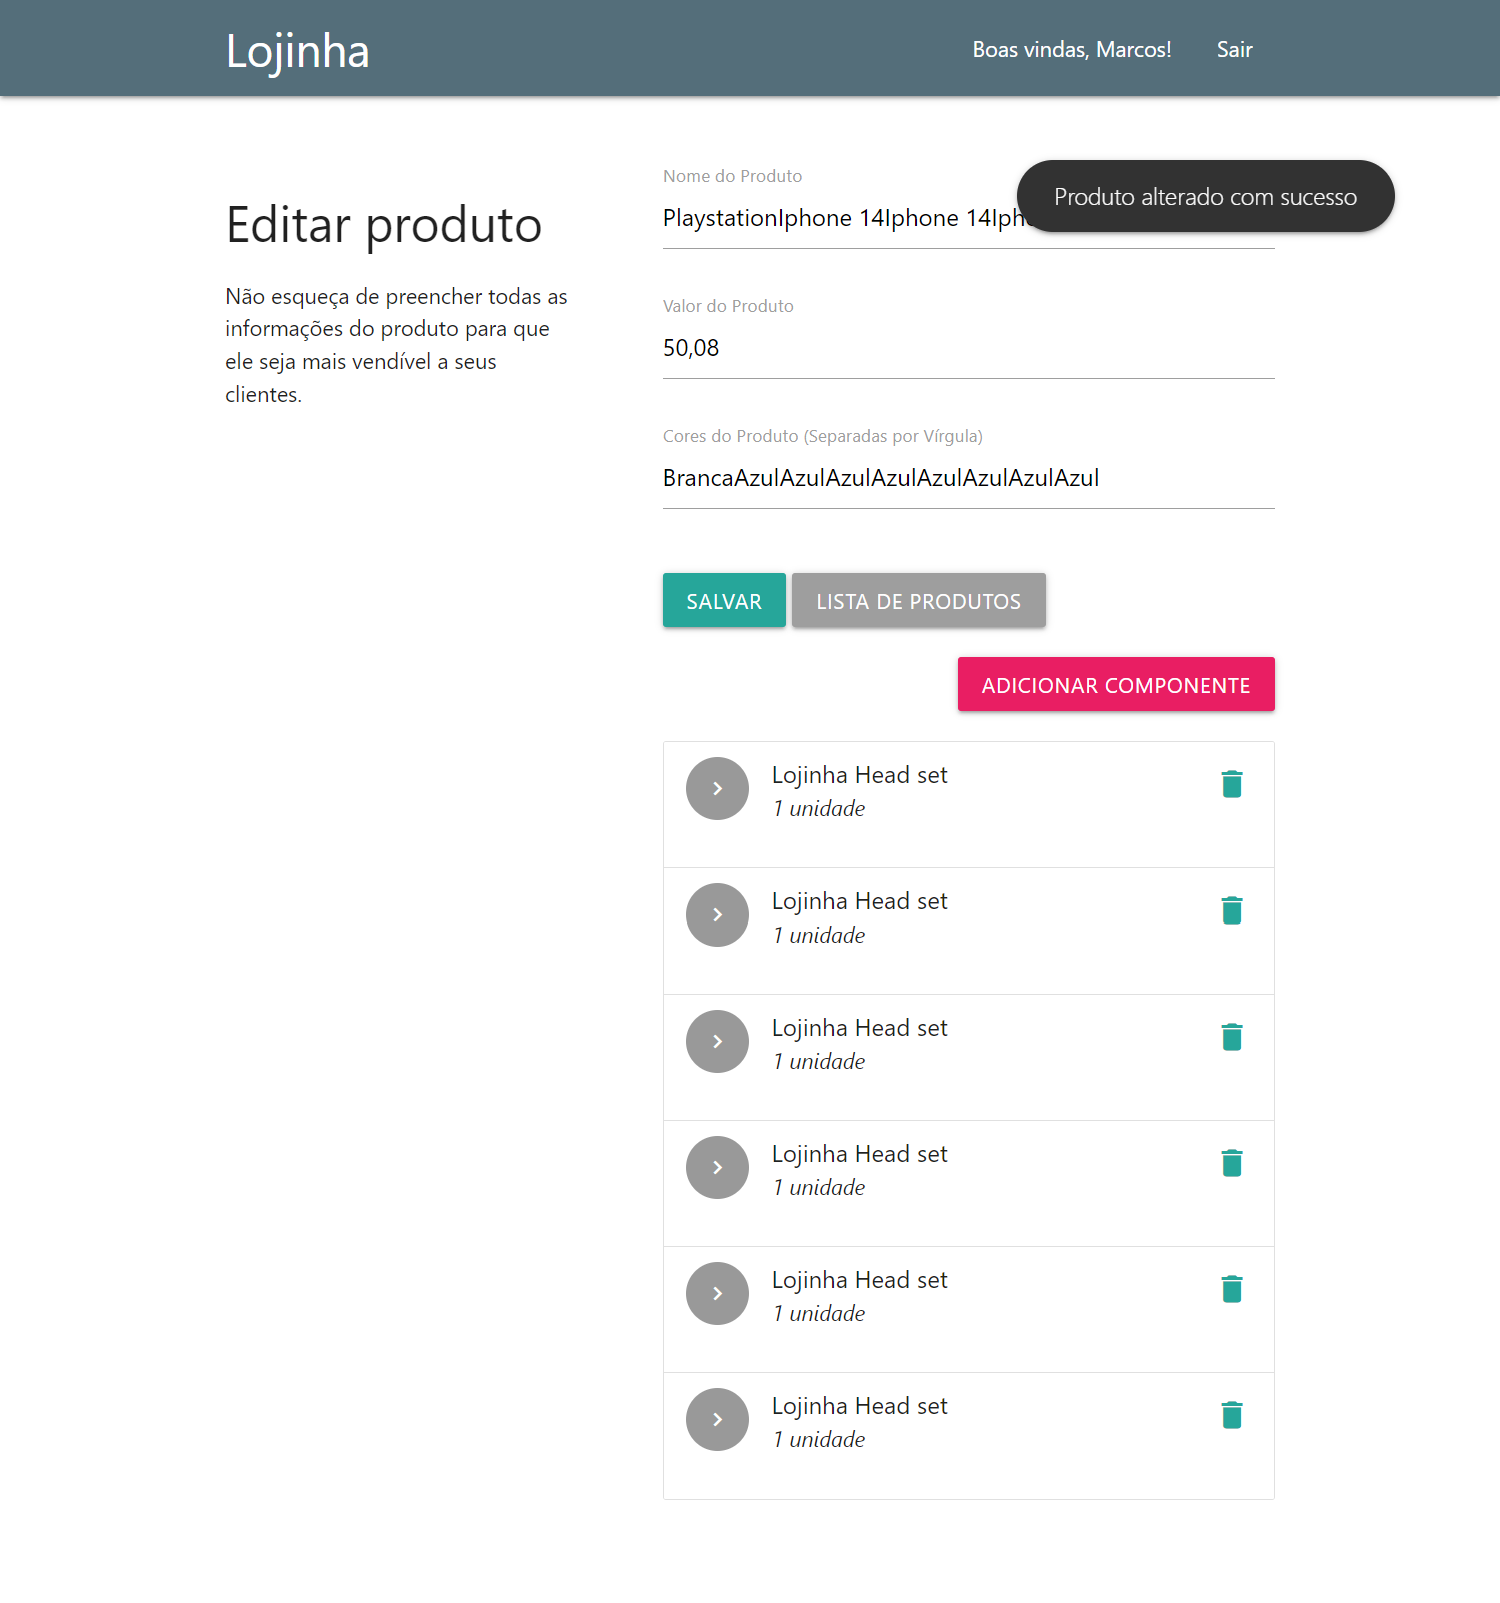 Lojinha
Boas vindas, Marcos!
Sair
Editar produto
Não esqueça de preencher todas as
informações do produto para que
ele seja mais vendível a seus
clientes.
Nome do Produto
PlaystationIphone 14Iphone 14Iph
Produto alterado com sucesso
Valor do Produto
50,08
Cores do Produto (Separadas por Vírgula)
BrancaAzulAzulAzulAzulAzulAzulAzulAzul
SALVAR
LISTA DE PRODUTOS
ADICIONAR COMPONENTE
Lojinha Head set
1 unidade
Lojinha Head set
1 unidade
Lojinha Head set
1 unidade
Lojinha Head set
1 unidade
Lojinha Head set
1 unidade
Lojinha Head set
1 unidade